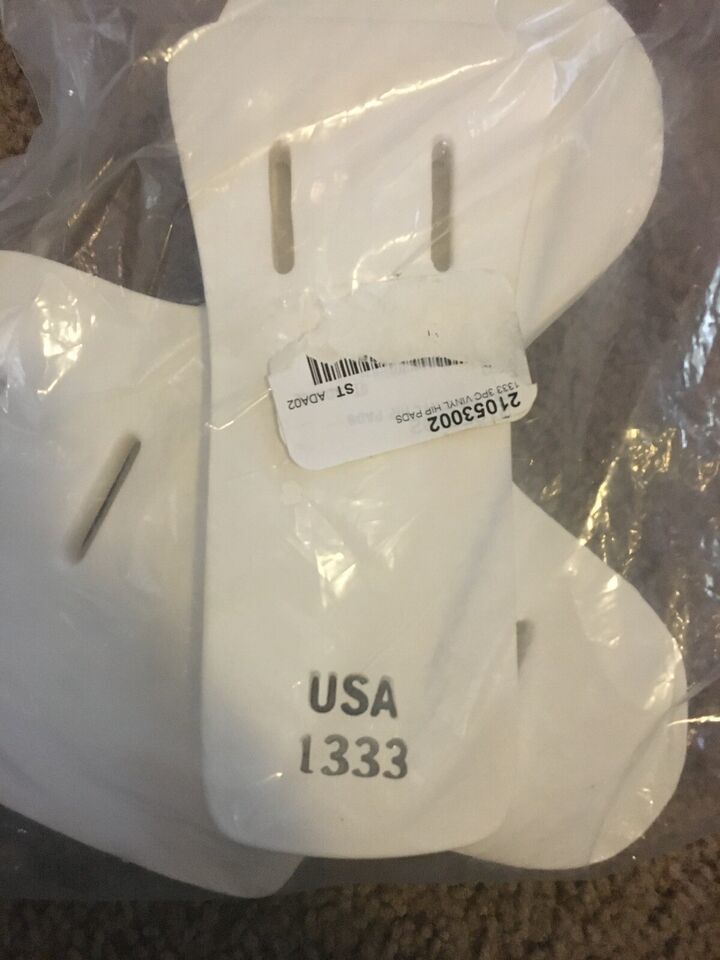 21053002
1333 3PC VINYL HIP PADS
ST ADA02
USA
1333